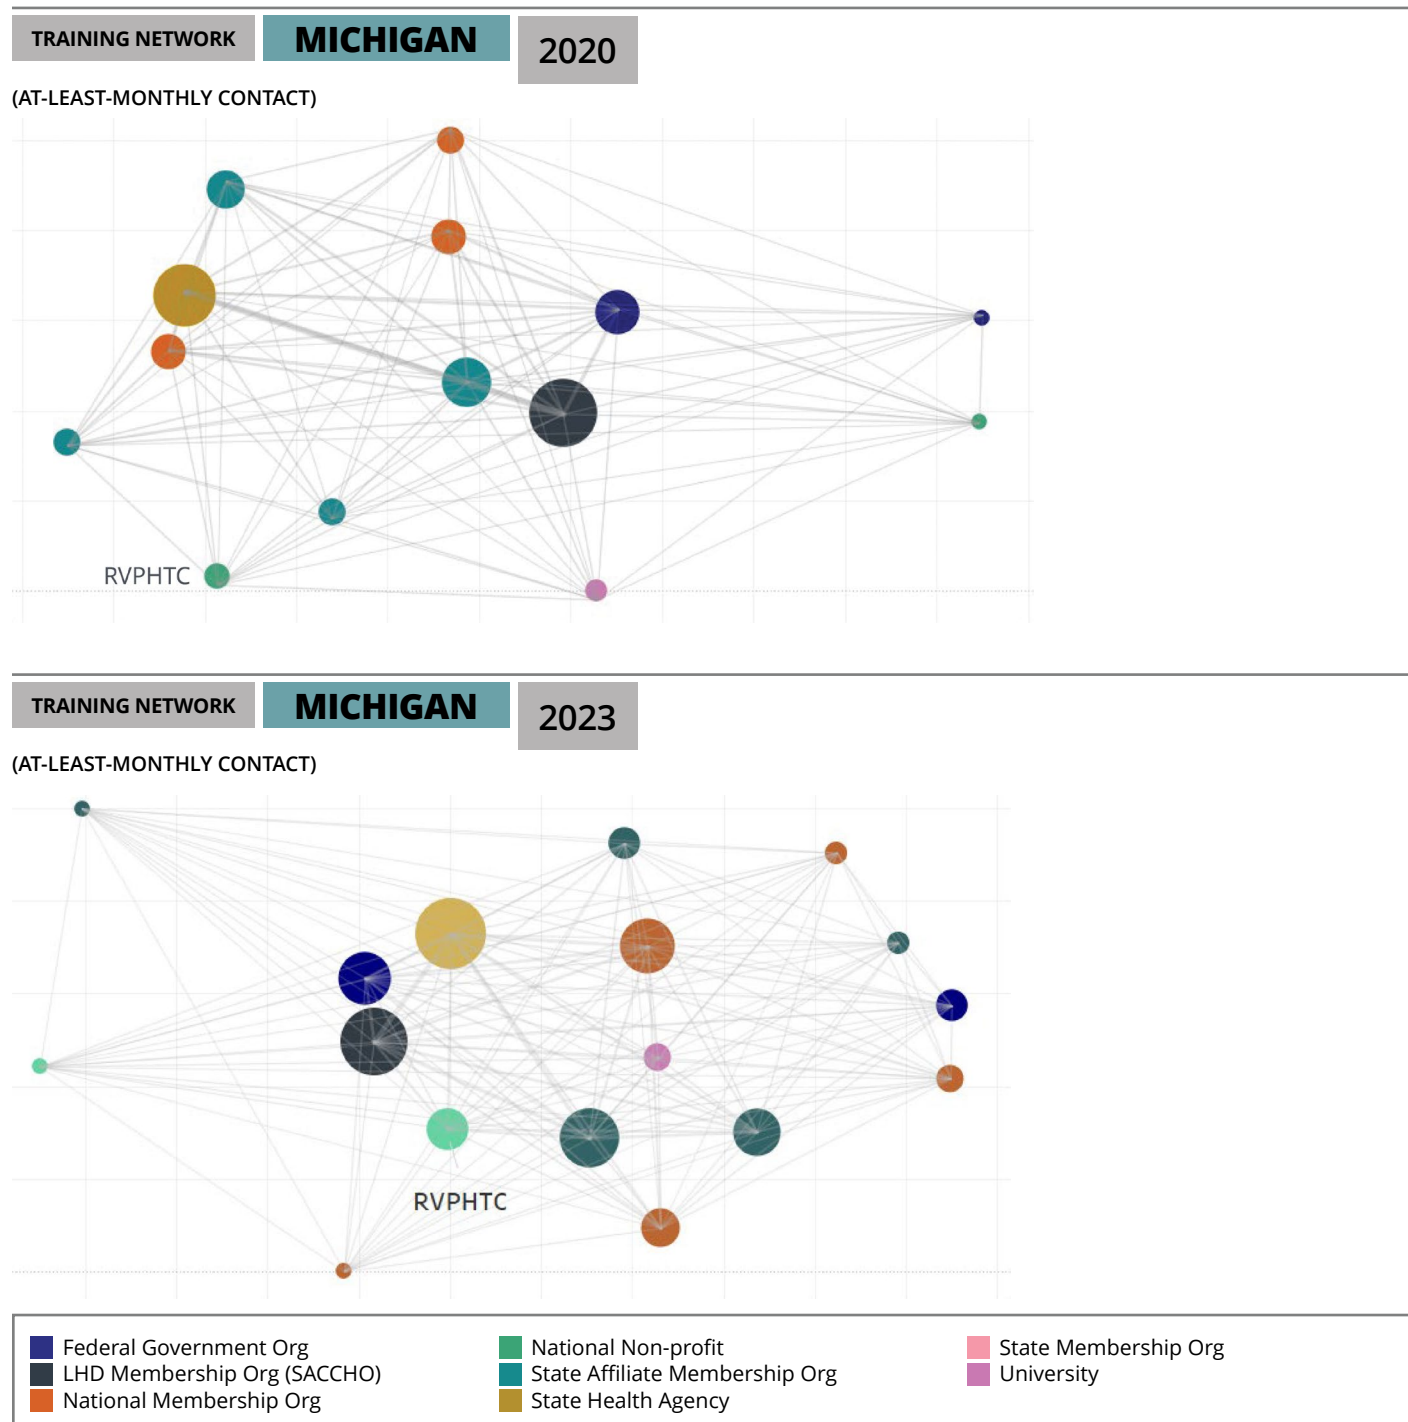 TRAINING NETWORK MICHIGAN 2020
(AT-LEAST-MONTHLY CONTACT)
RVPHTC
TRAINING NETWORK MICHIGAN 2023
(AT-LEAST-MONTHLY CONTACT)
RVPHTC
Federal Government Org
LHD Membership Org (SACCHO)
National Membership Org
National Non-profit
State Affiliate Membership Org
State Health Agency
State Membership Org
University